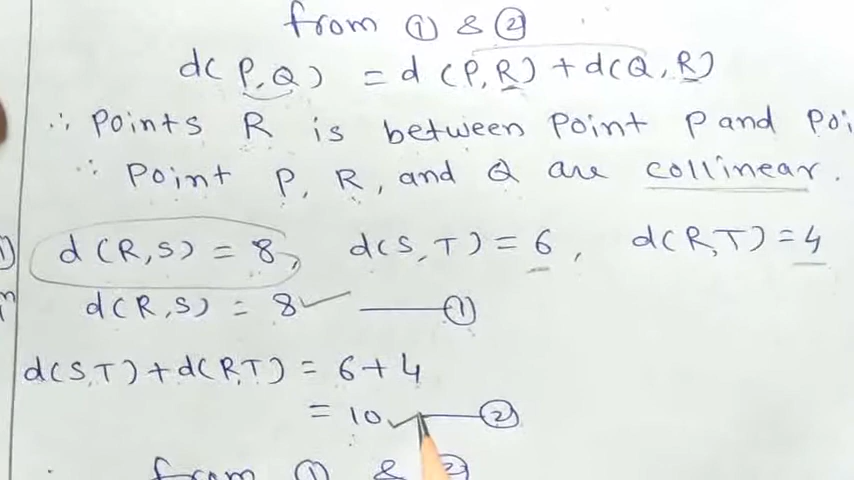 from ① & ②
d(P,Q) = d(P,R) + d(Q,R)
∴ Points R is between Point P and Poi
∴ Point P, R, and Q are collinear.
d(R,S) = 8, d(S,T) = 6, d(R,T) = 4
d(R,S) = 8 ✓ —— ①
d(S,T) + d(R,T) = 6 + 4
= 10 ✓ —— ②
from ① & ②